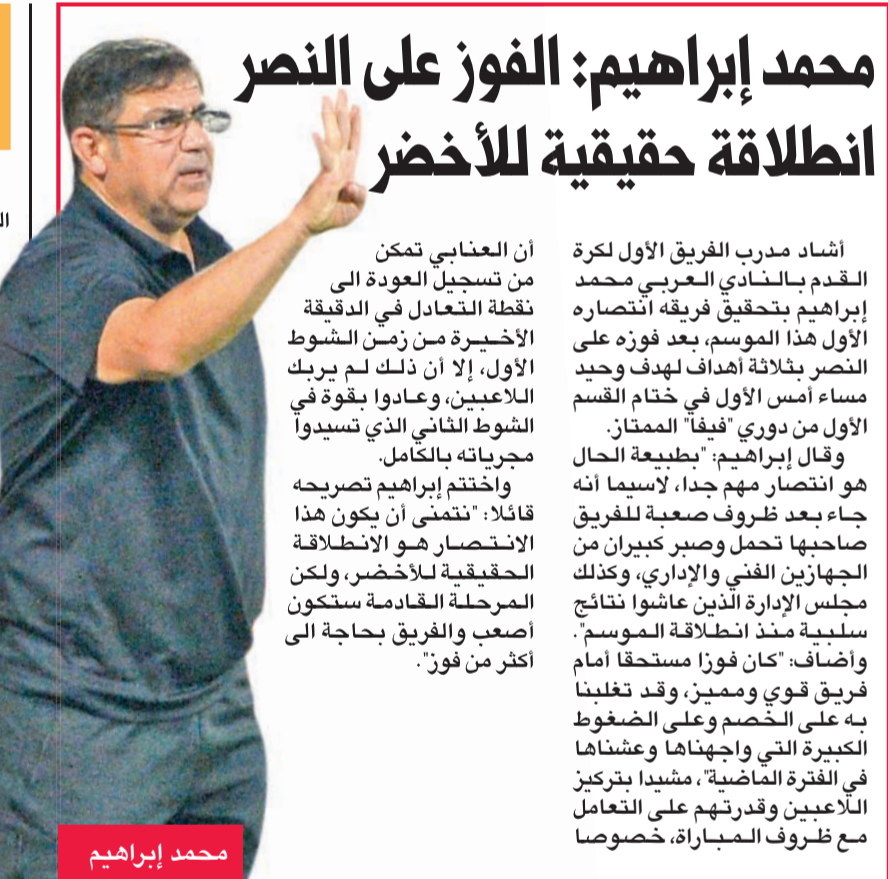 محمد إبراهيم: الفوز على النصر
انطلاقة حقيقية للأخضر
أشاد مدرب الفريق الأول لكرة
القدم بالنادي العربي محمد
إبراهيم بتحقيق فريقه انتصاره
الأول هذا الموسم، بعد فوزه على
النصر بثلاثة أهداف لهدف وحيد
مساء أمس الأول في ختام القسم
الأول من دوري "فيفا" الممتاز.
وقال إبراهيم: "بطبيعة الحال
هو انتصار مهم جدا، لاسيما أنه
جاء بعد ظروف صعبة للفريق
صاحبها تحمل وصبر كبيران من
الجهازين الفني والإداري، وكذلك
مجلس الإدارة الذين عاشوا نتائج
سلبية منذ انطلاقة الموسم".
وأضاف: "كان فوزا مستحقا أمام
فريق قوي ومميز، وقد تغلبنا
به على الخصم وعلى الضغوط
الكبيرة التي واجهناها وعشناها
في الفترة الماضية"، مشيدا بتركيز
اللاعبين وقدرتهم على التعامل
مع ظروف المباراة، خصوصا
أن العنابي تمكن
من تسجيل العودة الى
نقطة التعادل في الدقيقة
الأخيرة من زمن الشوط
الأول، إلا أن ذلك لم يربك
اللاعبين، وعادوا بقوة في
الشوط الثاني الذي تسيدوا
مجرياته بالكامل.
واختتم إبراهيم تصريحه
قائلا: "نتمنى أن يكون هذا
الانتصار هو الانطلاقة
الحقيقية للأخضر، ولكن
المرحلة القادمة ستكون
أصعب والفريق بحاجة الى
أكثر من فوز".
محمد إبراهيم